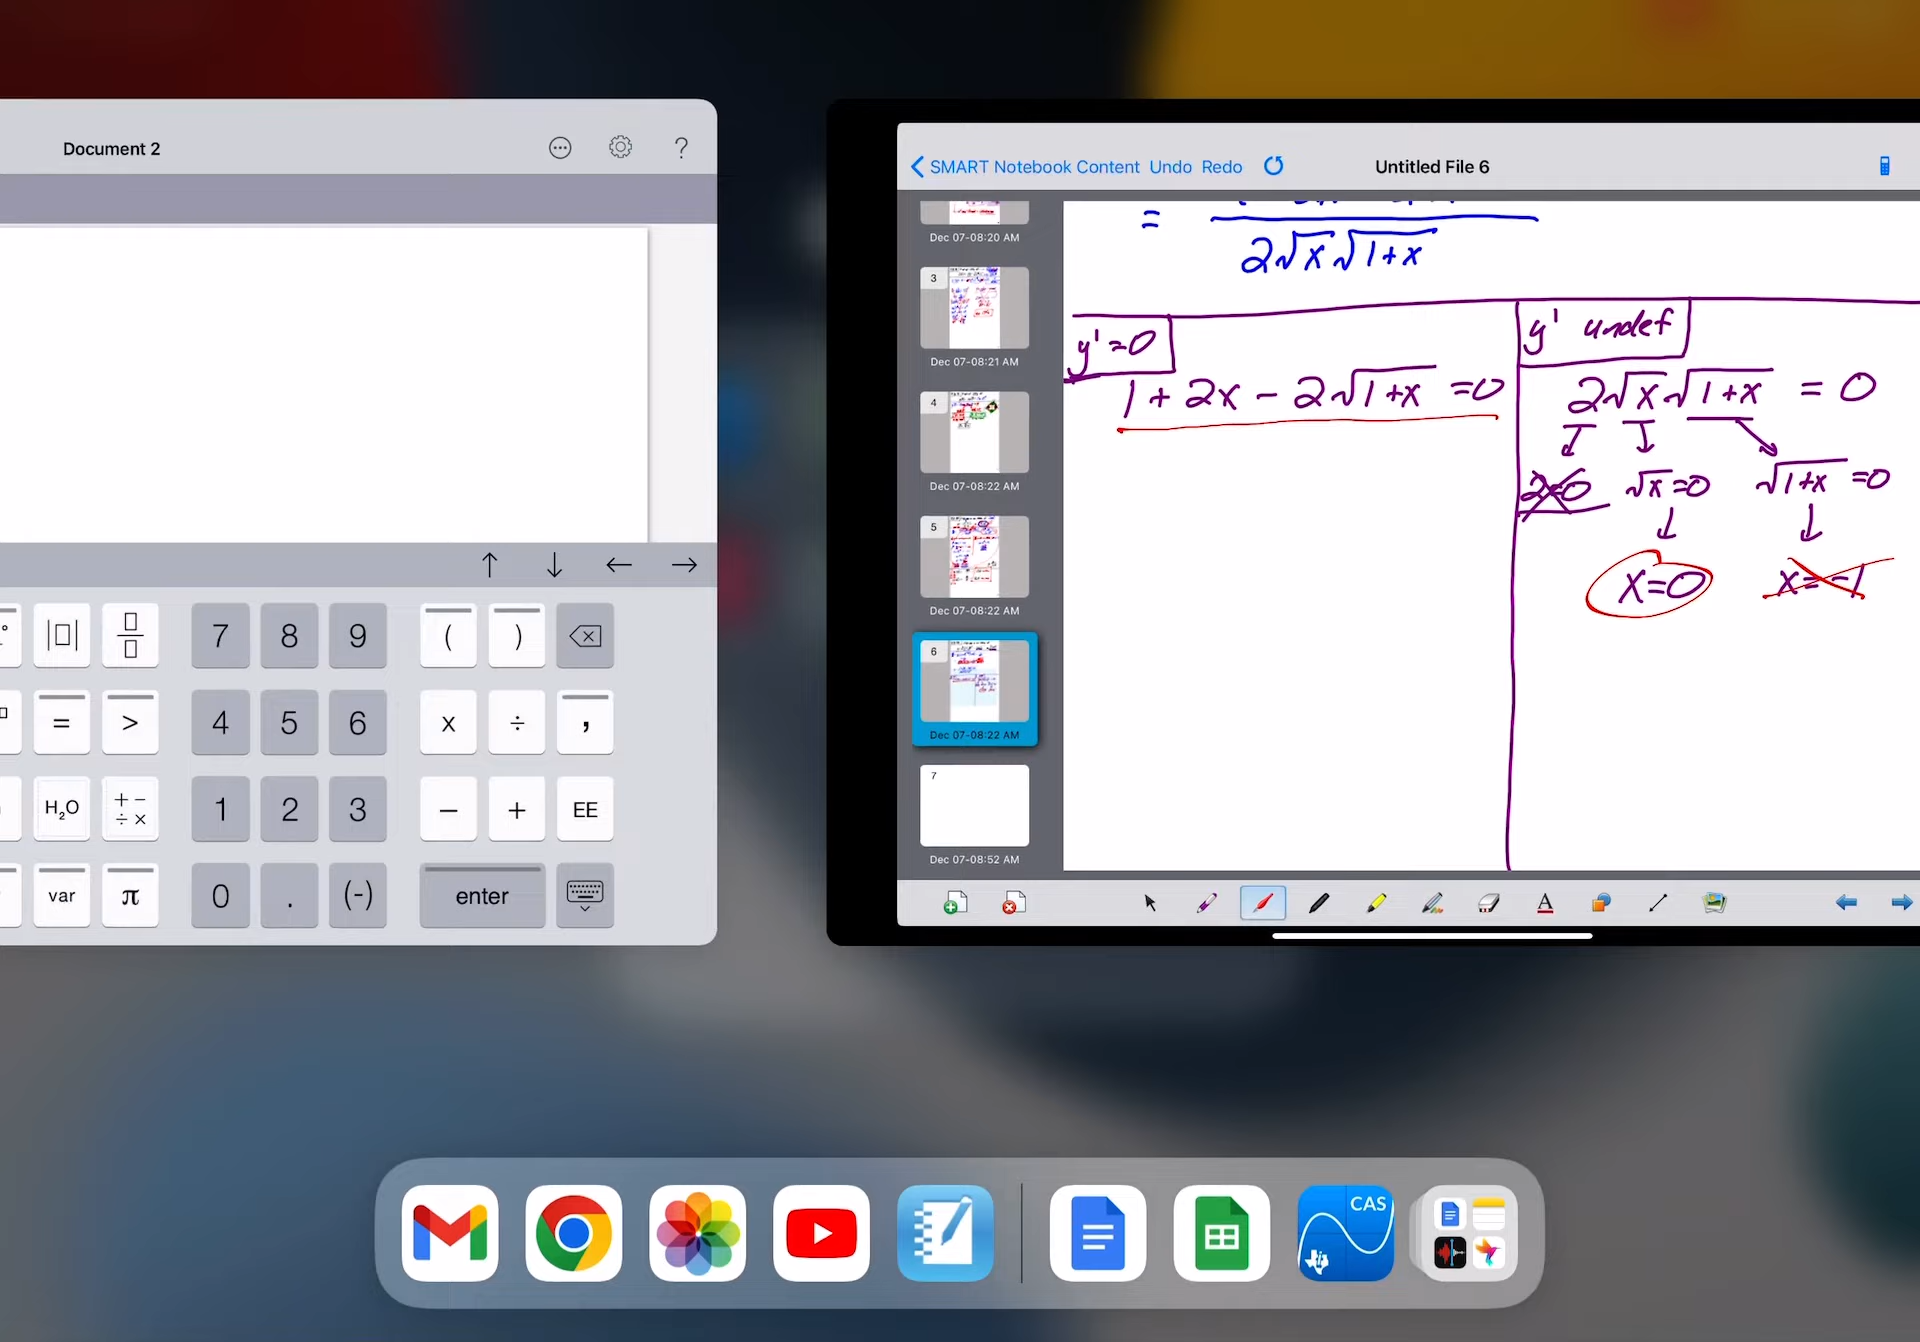 Document 2
?
SMART Notebook Content Undo Redo
Untitled File 6
Dec 07-08:20 AM
3
Dec 07-08:21 AM
4
Dec 07-08:22 AM
5
Dec 07-08:22 AM
6
Dec 07-08:22 AM
7
Dec 07-08:52 AM
=
2√x √1+x
y'=0
1 + 2x - 2√1+x =0
y' undef
2√x √1+x = 0
2=0 √x=0 √1+x =0
x=0 x=-1
↑ ↓ ← →
|□| □/□ 7 8 9 ( )
= > 4 5 6 x ÷ ,
H₂O + - ÷ × 1 2 3 − + EE
var π 0 . (-) enter
CAS